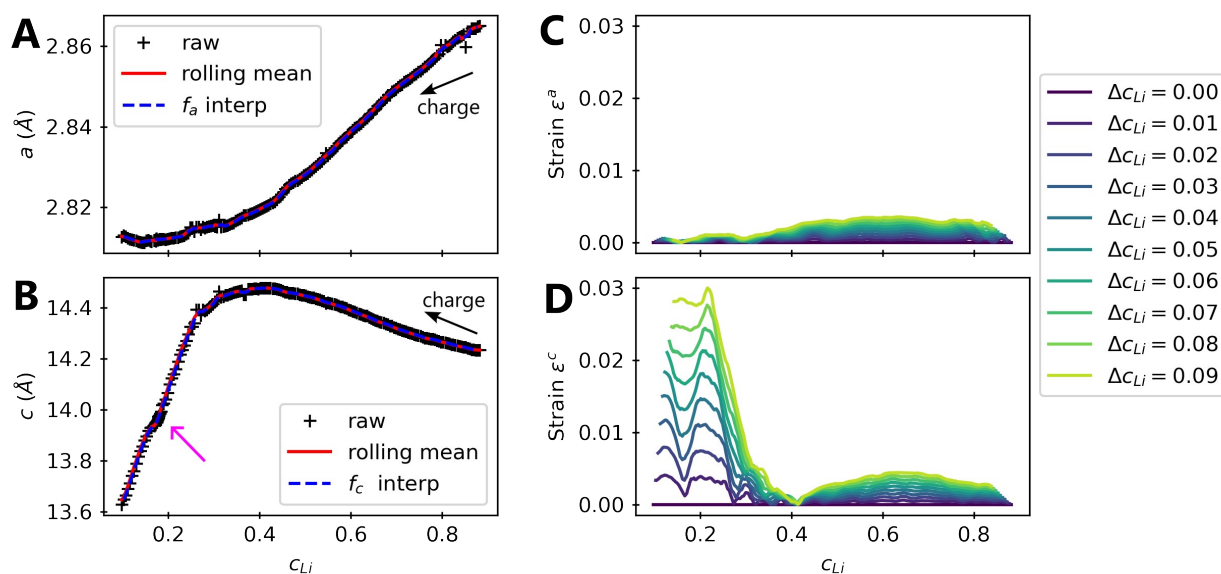 A
2.86
2.84
2.82
a (Å)
raw
rolling mean
fₐ interp
charge
B
14.4
14.2
14.0
13.8
13.6
c (Å)
charge
raw
rolling mean
f_c interp
0.2 0.4 0.6 0.8
c_Li
C
0.03
0.02
0.01
0.00
Strain εᵃ
D
0.03
0.02
0.01
0.00
Strain εᶜ
0.2 0.4 0.6 0.8
c_Li
Δc_Li = 0.00
Δc_Li = 0.01
Δc_Li = 0.02
Δc_Li = 0.03
Δc_Li = 0.04
Δc_Li = 0.05
Δc_Li = 0.06
Δc_Li = 0.07
Δc_Li = 0.08
Δc_Li = 0.09